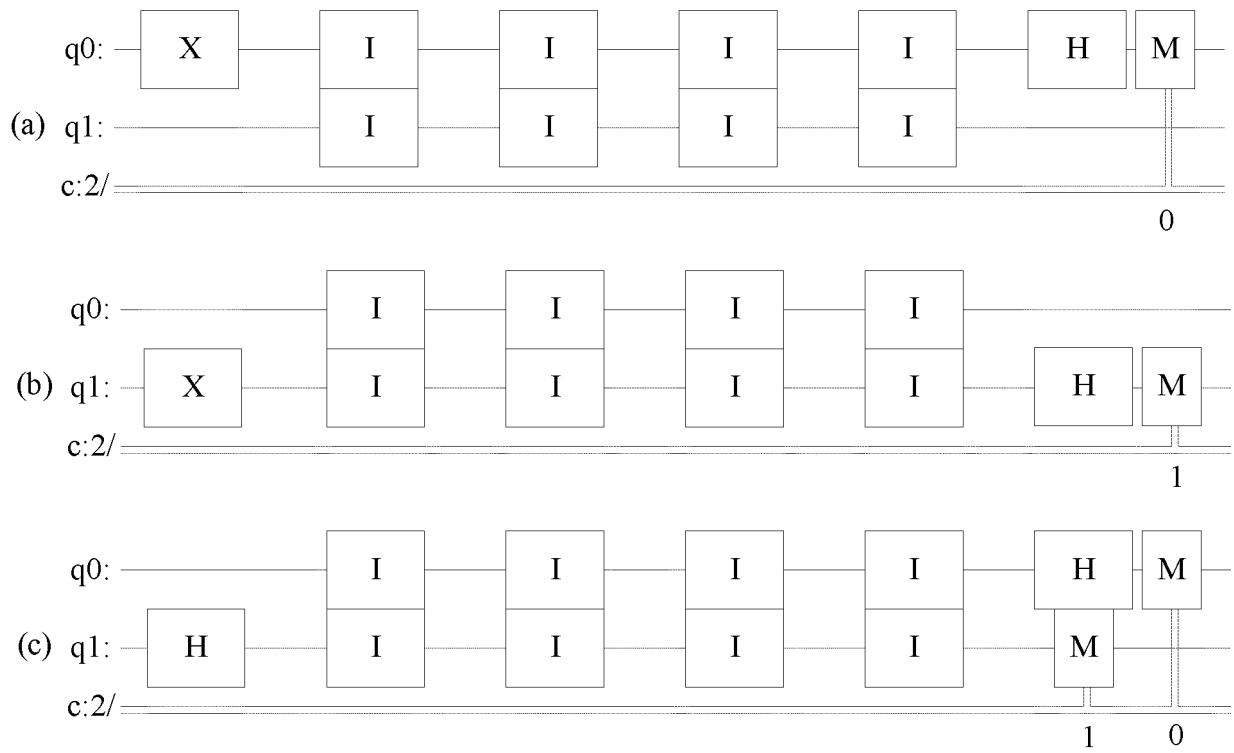 q0: X I I I I H M
(a) q1: I I I I
c:2/
0
q0: I I I I
(b) q1: X I I I I H M
c:2/
1
q0: I I I I H M
(c) q1: H I I I I M
c:2/
1 0